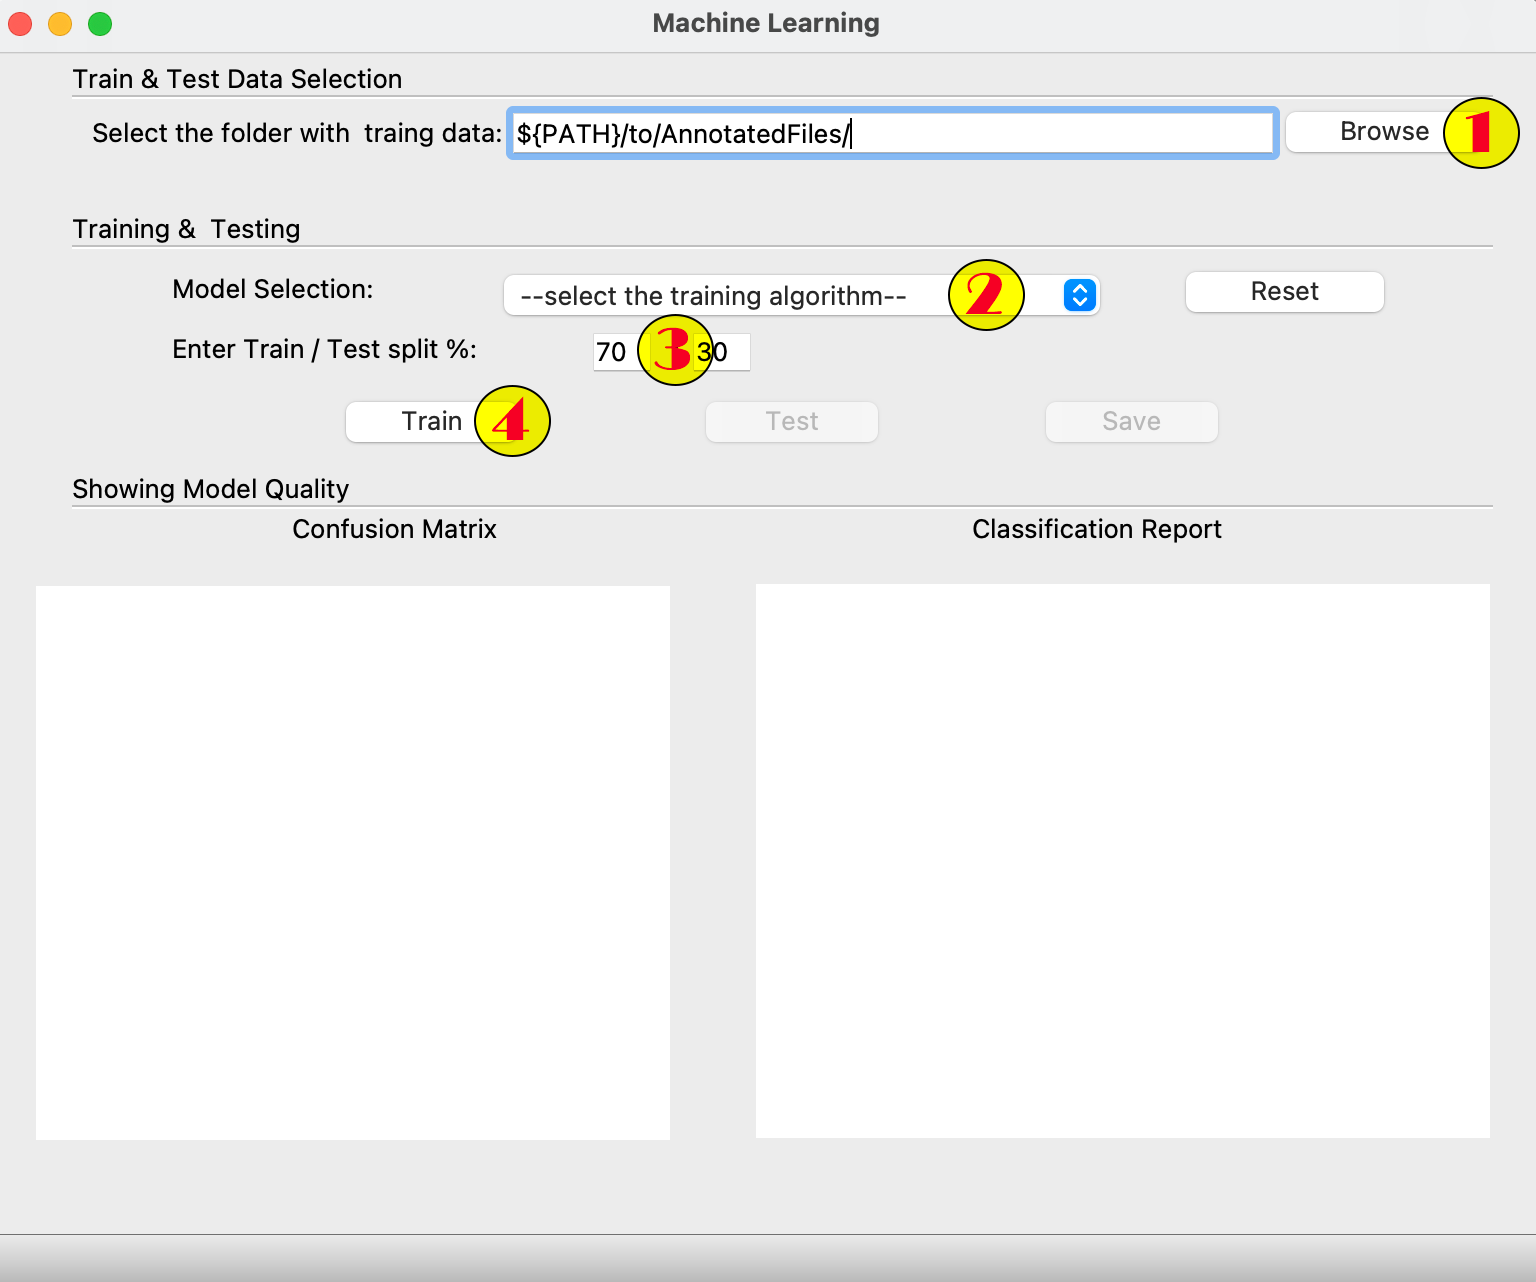 Machine Learning
Train & Test Data Selection
Select the folder with  traing data: ${PATH}/to/AnnotatedFiles/ Browse 1
Training &  Testing
Model Selection: --select the training algorithm-- 2 Reset
Enter Train / Test split %: 70 3 30
Train 4 Test Save
Showing Model Quality
Confusion Matrix Classification Report